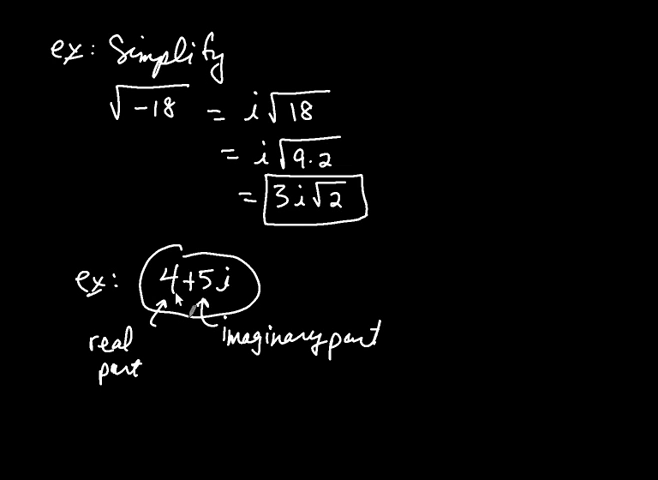 ex: Simplify
√-18 = i√18
= i√9·2
= 3i√2
ex: 4+5i
real part
imaginary part